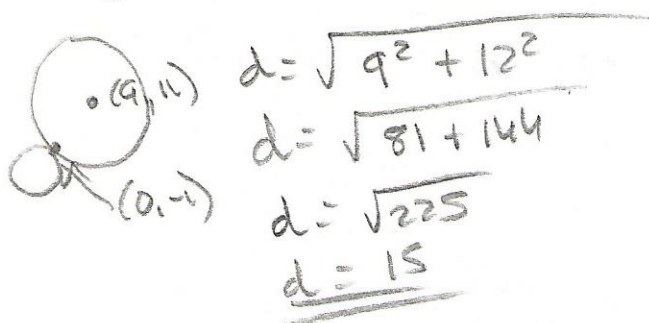 (9, 11)
(0, -1)
d = √9² + 12²
d = √81 + 144
d = √225
d = 15